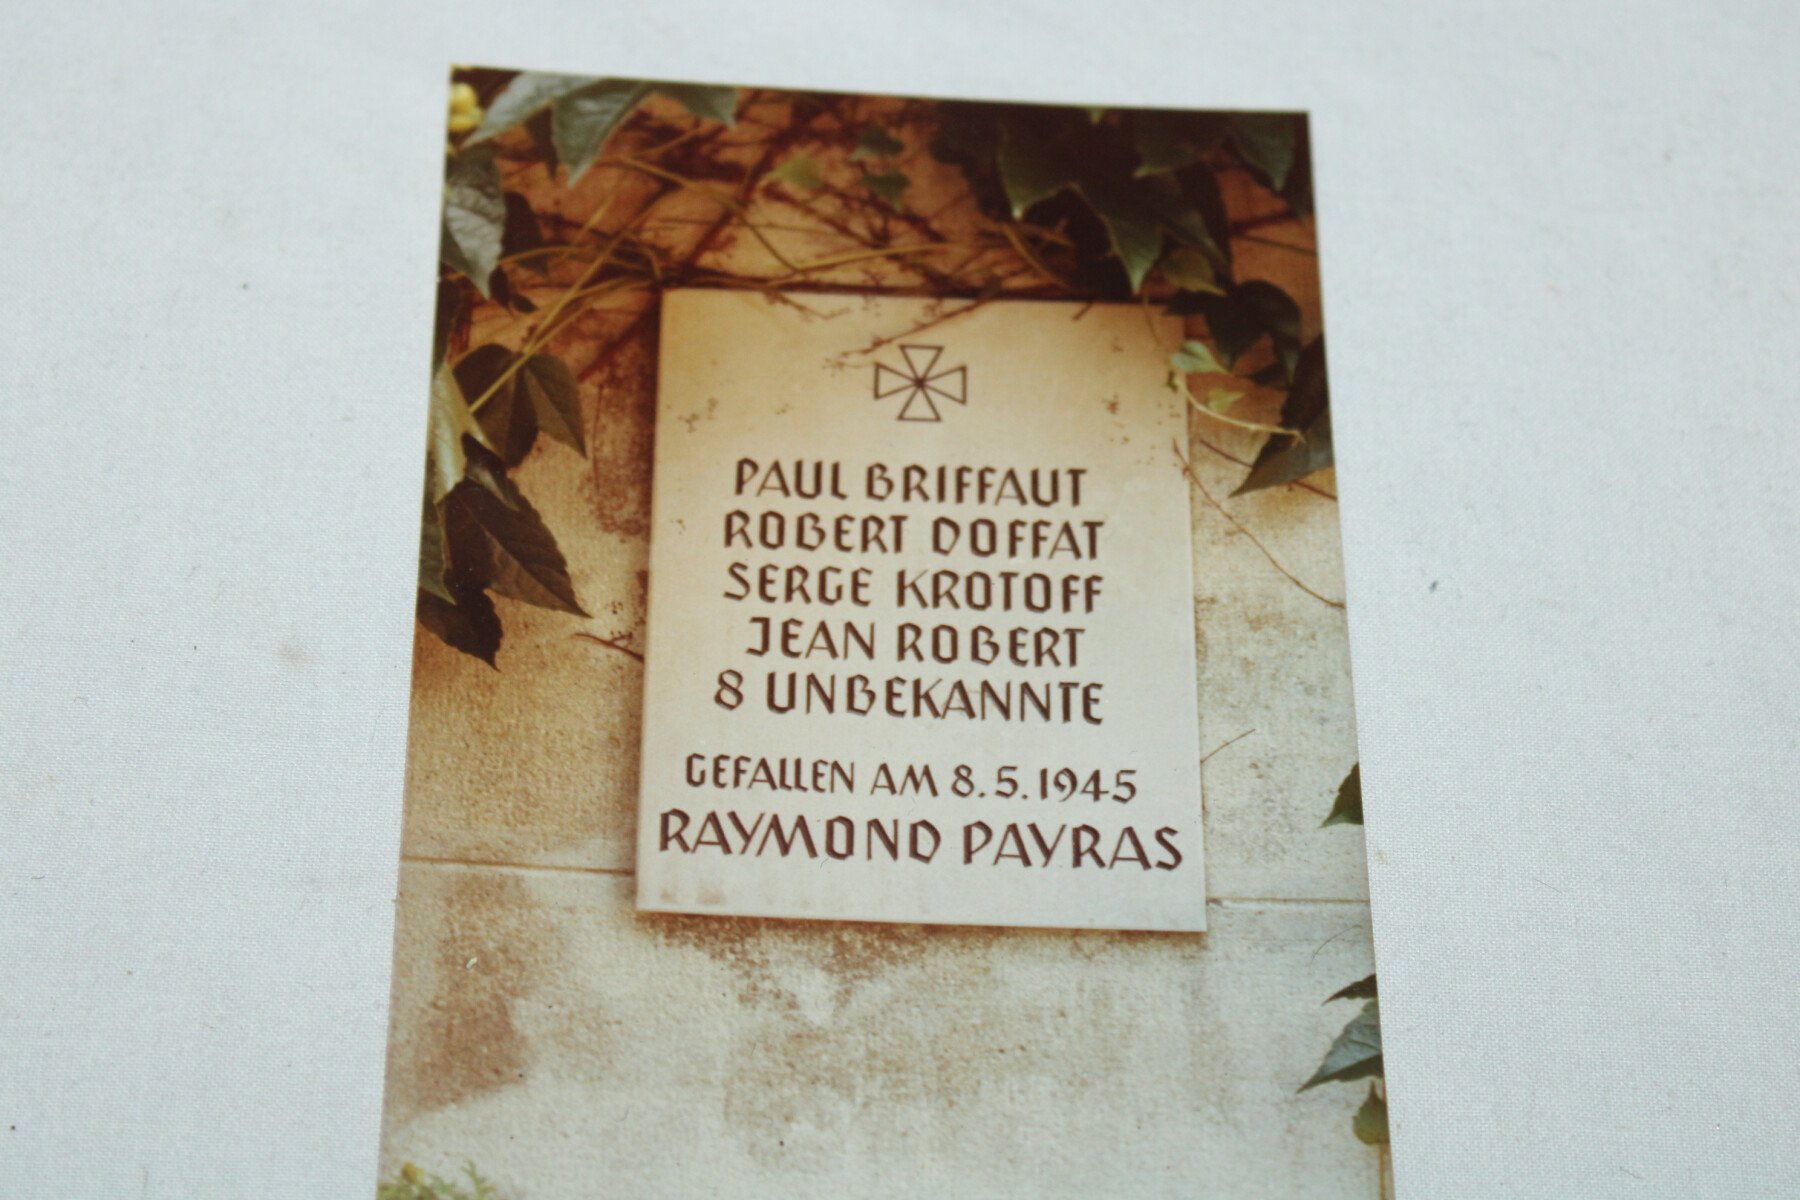 PAUL BRIFFAUT
ROBERT DOFFAT
SERGE KROTOFF
JEAN ROBERT
8 UNBEKANNTE
GEFALLEN AM 8.5.1945
RAYMOND PAYRAS